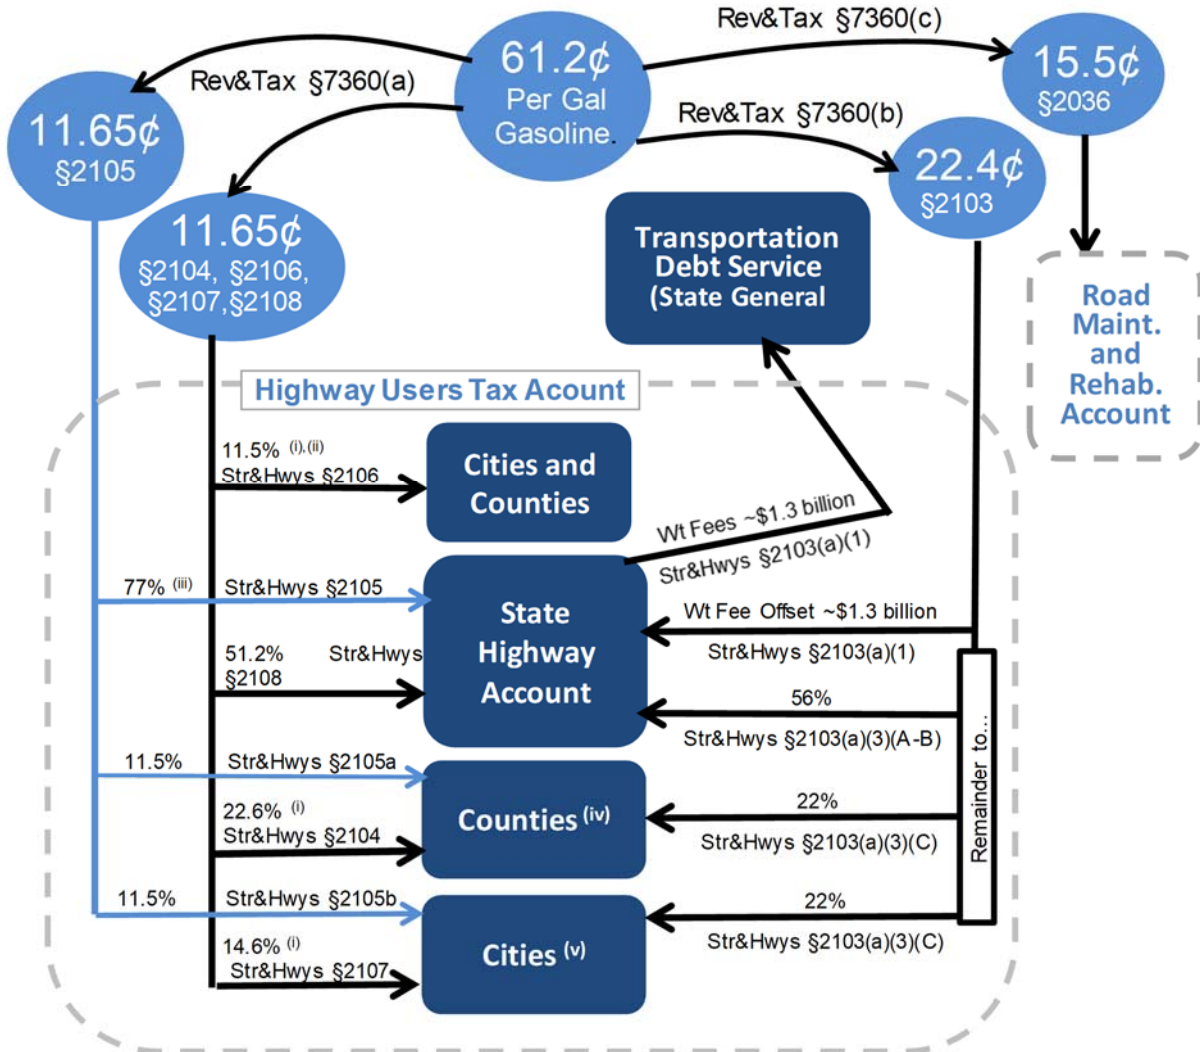 61.2¢
Per Gal
Gasoline.
Rev&Tax §7360(a)
Rev&Tax §7360(c)
Rev&Tax §7360(b)
15.5¢
§2036
11.65¢
§2105
22.4¢
§2103
11.65¢
§2104, §2106,
§2107,§2108
Transportation
Debt Service
(State General
Road
Maint.
and
Rehab.
Account
Highway Users Tax Acount
11.5% (i),(ii)
Str&Hwys §2106
Cities and
Counties
Wt Fees ~$1.3 billion
Str&Hwys §2103(a)(1)
77% (iii)
Str&Hwys §2105
State
Highway
Account
Wt Fee Offset ~$1.3 billion
Str&Hwys §2103(a)(1)
51.2% Str&Hwys
§2108
56%
Str&Hwys §2103(a)(3)(A-B)
Remainder to...
11.5%
Str&Hwys §2105a
22.6% (i)
Str&Hwys §2104
Counties (iv)
22%
Str&Hwys §2103(a)(3)(C)
11.5%
Str&Hwys §2105b
14.6% (i)
Str&Hwys §2107
Cities (v)
22%
Str&Hwys §2103(a)(3)(C)